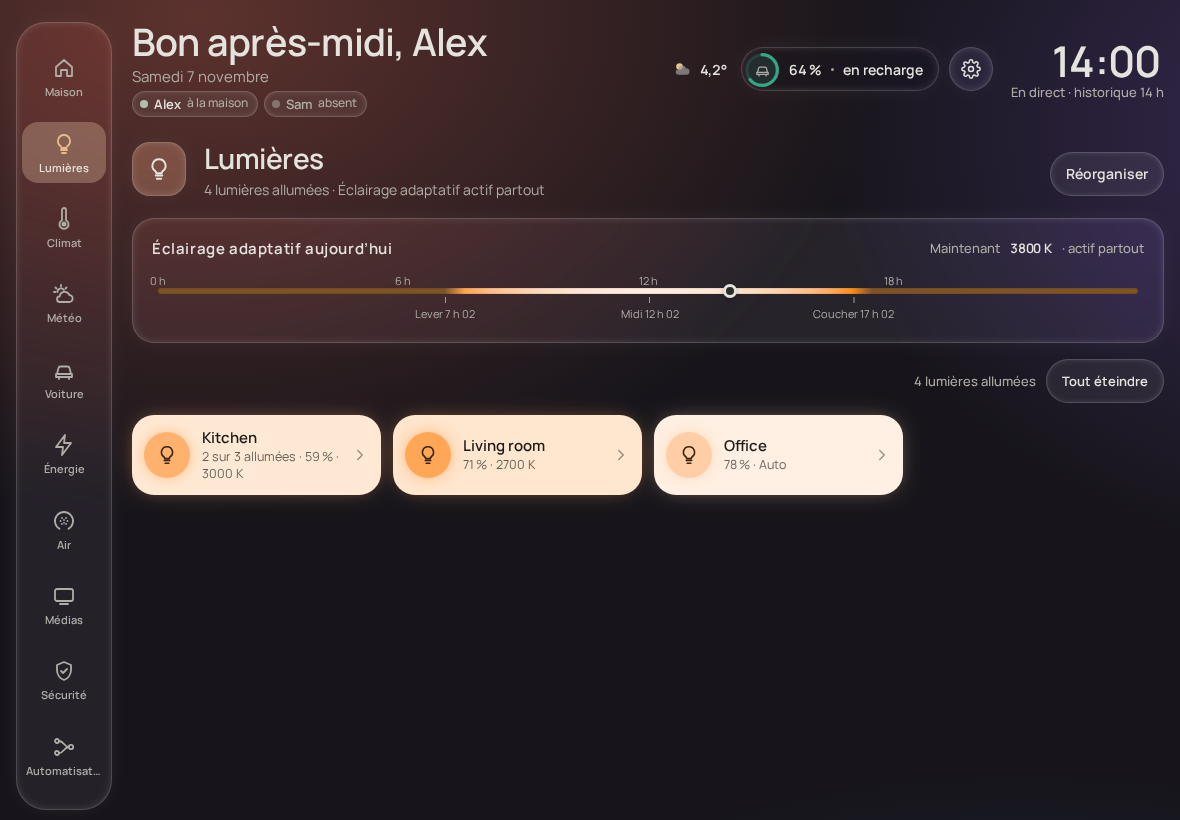 Bon après-midi, Alex
Samedi 7 novembre
Alex à la maison
Sam absent
4,2°
64 % · en recharge
14:00
En direct · historique 14 h
Maison
Lumières
Climat
Météo
Voiture
Énergie
Air
Médias
Sécurité
Automatisat…
Lumières
4 lumières allumées · Éclairage adaptatif actif partout
Réorganiser
Éclairage adaptatif aujourd’hui
Maintenant 3800 K · actif partout
0 h 6 h 12 h 18 h
Lever 7 h 02 Midi 12 h 02 Coucher 17 h 02
4 lumières allumées
Tout éteindre
Kitchen
2 sur 3 allumées · 59 % ·
3000 K
Living room
71 % · 2700 K
Office
78 % · Auto